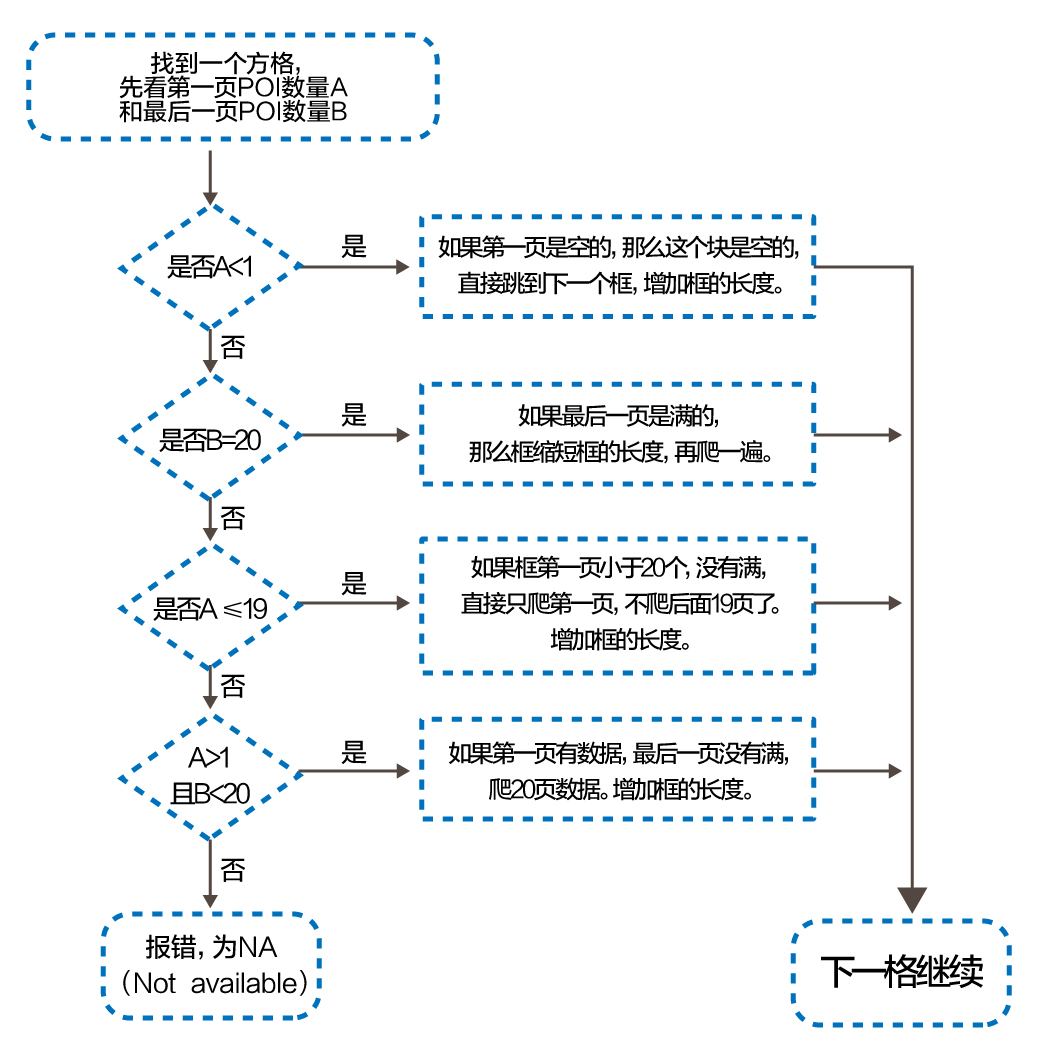 找到一个方格，
先看第一页POI数量A
和最后一页POI数量B
是否A<1
是
如果第一页是空的，那么这个块是空的，
直接跳到下一个框，增加框的长度。
否
是否B=20
是
如果最后一页是满的，
那么框缩短框的长度，再爬一遍。
否
是否A ≤19
是
如果框第一页小于20个，没有满，
直接只爬第一页，不爬后面19页了。
增加框的长度。
否
A>1
且B<20
是
如果第一页有数据，最后一页没有满，
爬20页数据。增加框的长度。
否
报错，为NA
（Not available）
下一格继续